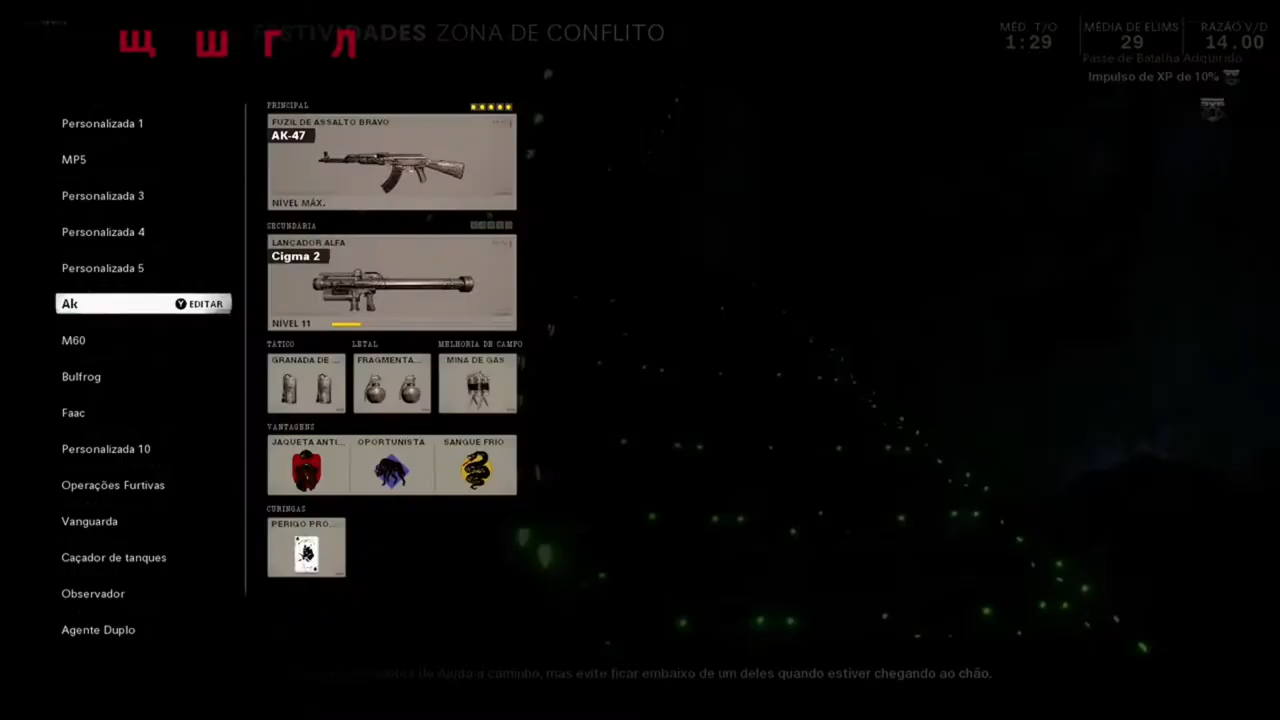 Щ Ш Г Л
FESTIVIDADES ZONA DE CONFLITO
MÉD. T/O
1:29
MÉDIA DE ELIMS
29
RAZÃO V/D
14.00
Passe de Batalha Adquirido
Impulso de XP de 10%
Personalizada 1
MP5
Personalizada 3
Personalizada 4
Personalizada 5
Ak
Y EDITAR
M60
Bulfrog
Faac
Personalizada 10
Operações Furtivas
Vanguarda
Caçador de tanques
Observador
Agente Duplo
PRINCIPAL
FUZIL DE ASSALTO BRAVO
AK-47
NÍVEL MÁX.
SECUNDÁRIA
LANÇADOR ALFA
Cigma 2
NÍVEL 11
TÁTICO LETAL MELHORIA DE CAMPO
GRANADA DE ... FRAGMENTA... MINA DE GÁS
VANTAGENS
JAQUETA ANTI... OPORTUNISTA SANGUE FRIO
CURINGAS
PERIGO PRO...
de Ajuda a caminho, mas evite ficar embaixo de um deles quando estiver chegando ao chão.